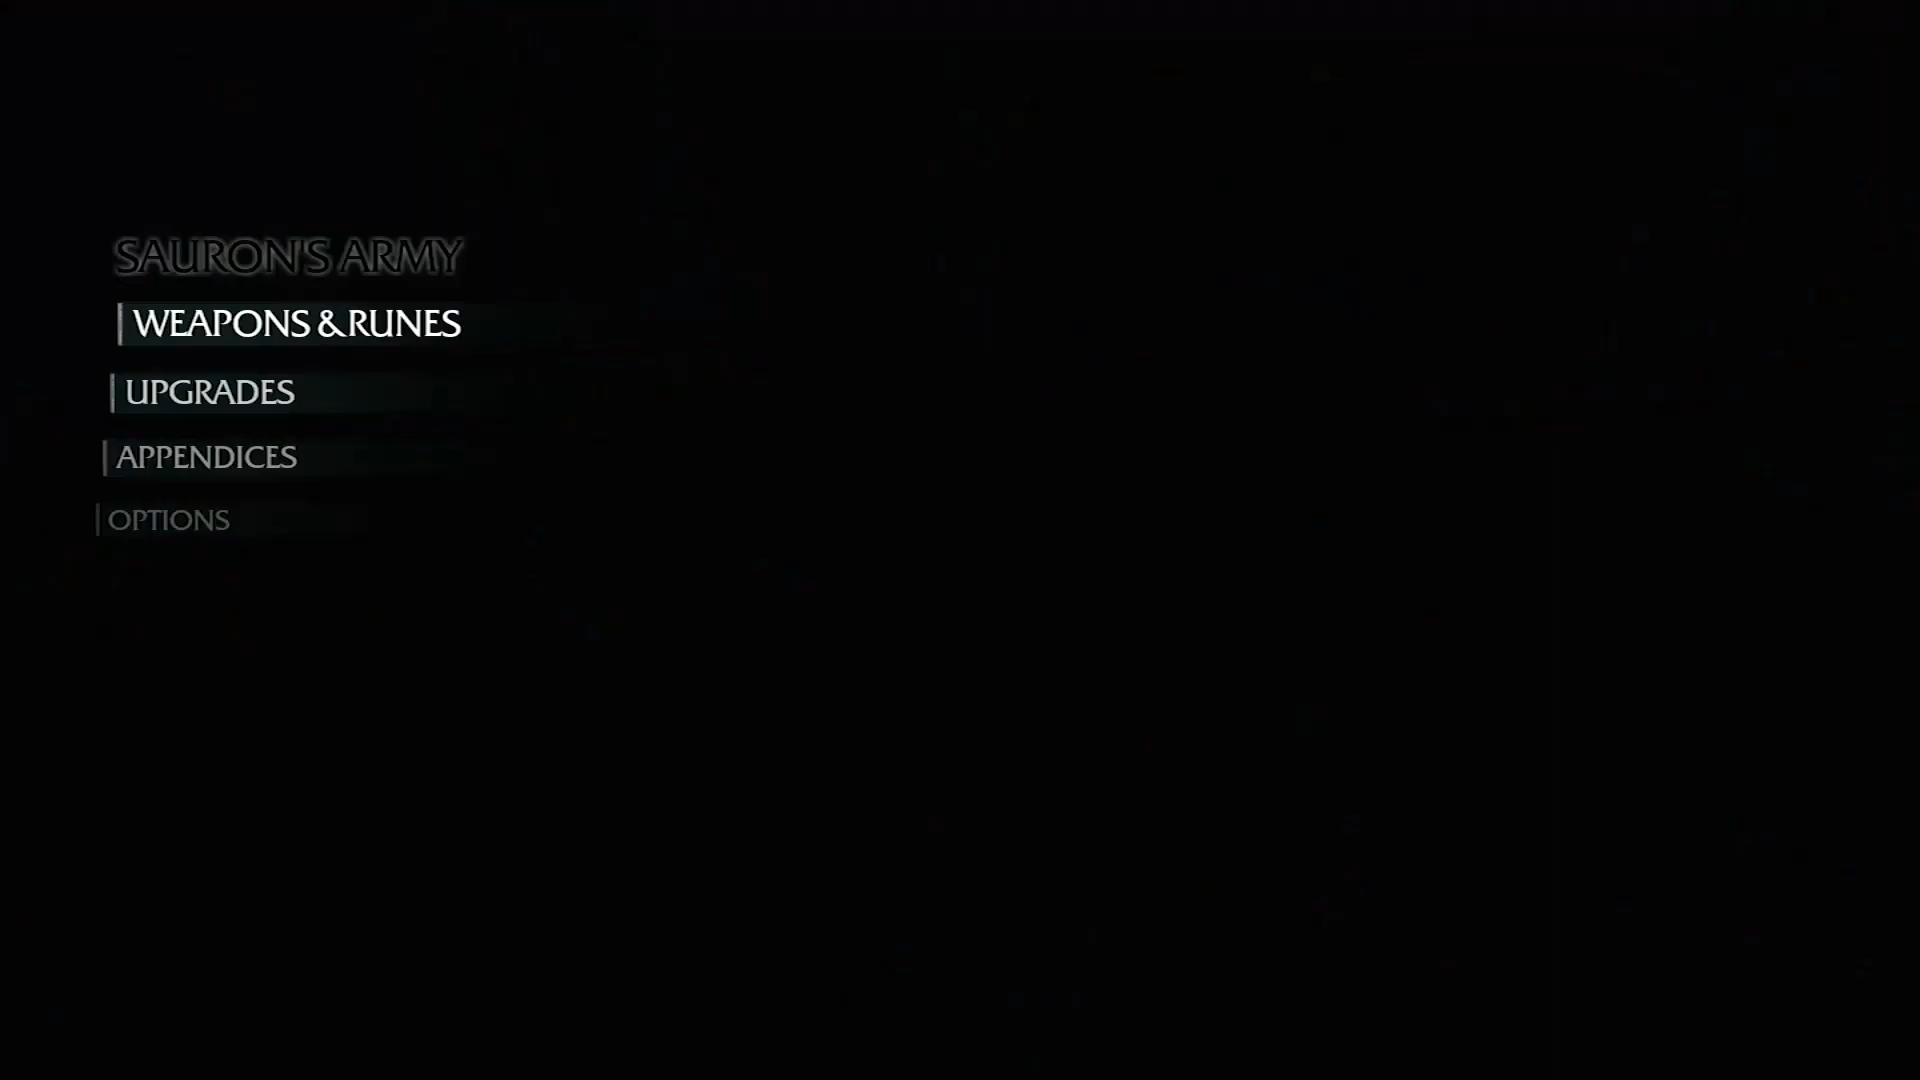 SAURON'S ARMY
WEAPONS & RUNES
UPGRADES
APPENDICES
OPTIONS